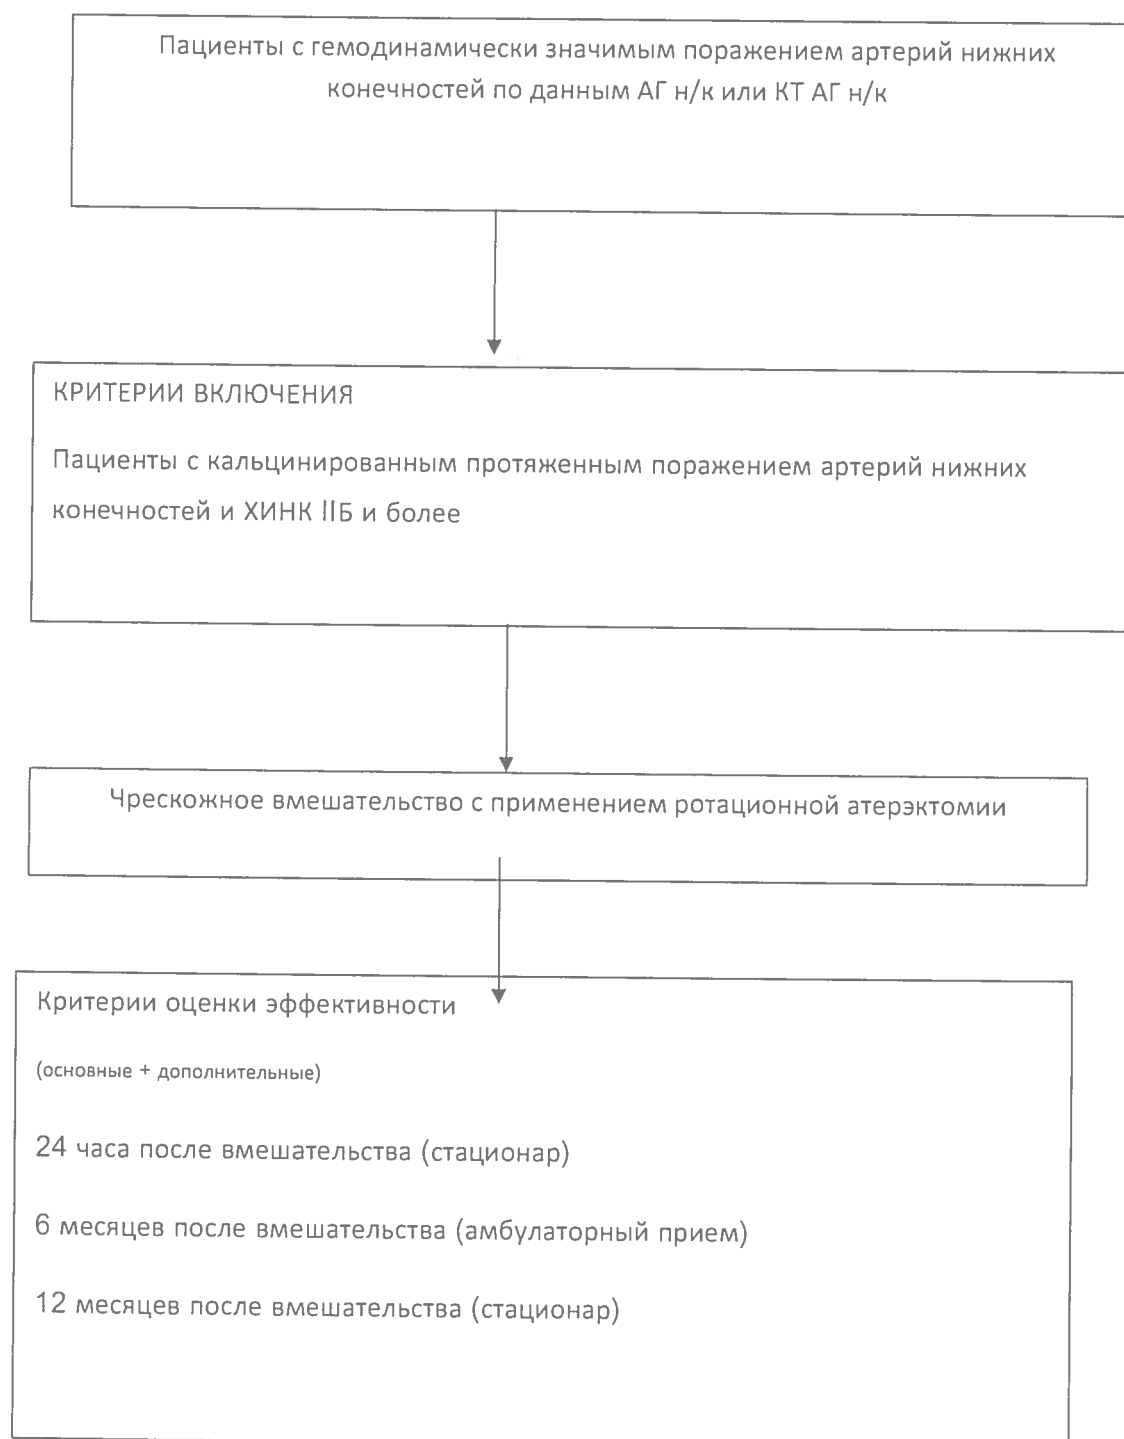 Пациенты с гемодинамически значимым поражением артерий нижних
конечностей по данным АГ н/к или КТ АГ н/к
КРИТЕРИИ ВКЛЮЧЕНИЯ
Пациенты с кальцинированным протяженным поражением артерий нижних
конечностей и ХИНК IIБ и более
Чрескожное вмешательство с применением ротационной атерэктомии
Критерии оценки эффективности
(основные + дополнительные)
24 часа после вмешательства (стационар)
6 месяцев после вмешательства (амбулаторный прием)
12 месяцев после вмешательства (стационар)